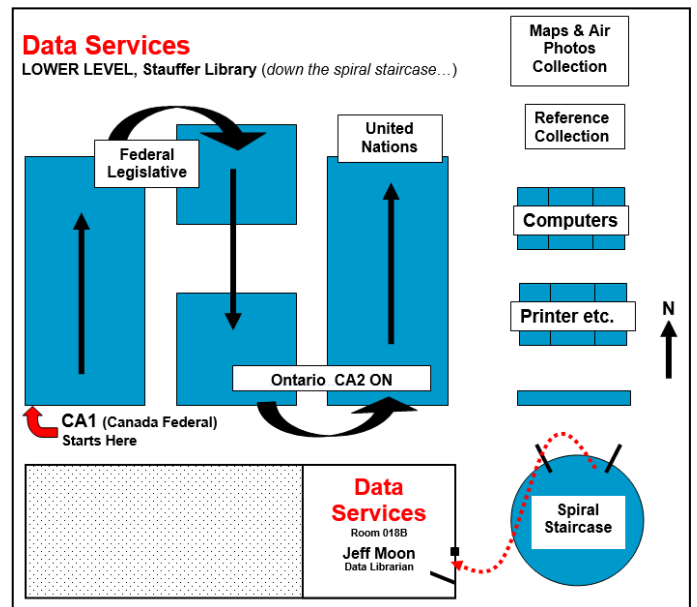 Data Services
LOWER LEVEL, Stauffer Library (down the spiral staircase…)
Maps & Air
Photos
Collection
Reference
Collection
Federal
Legislative
United
Nations
Computers
Printer etc.
N
Ontario CA2 ON
CA1 (Canada Federal)
Starts Here
Data
Services
Room 018B
Jeff Moon
Data Librarian
Spiral
Staircase